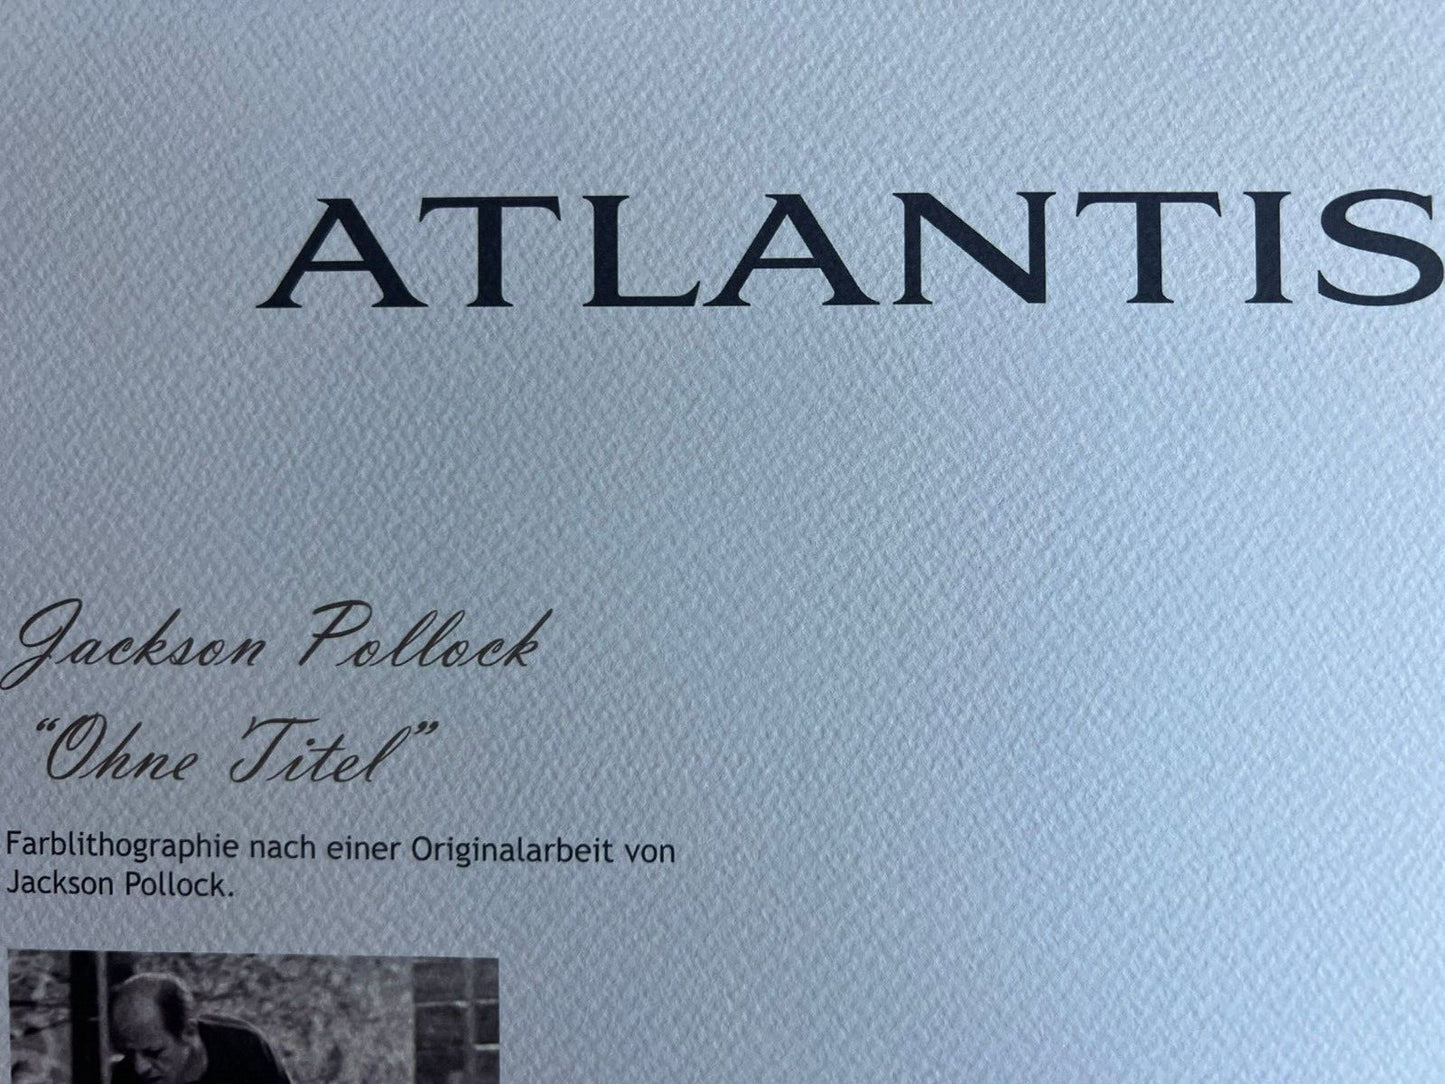 ATLANTIS
Jackson Pollock
“Ohne Titel”
Farblithographie nach einer Originalarbeit von
Jackson Pollock.